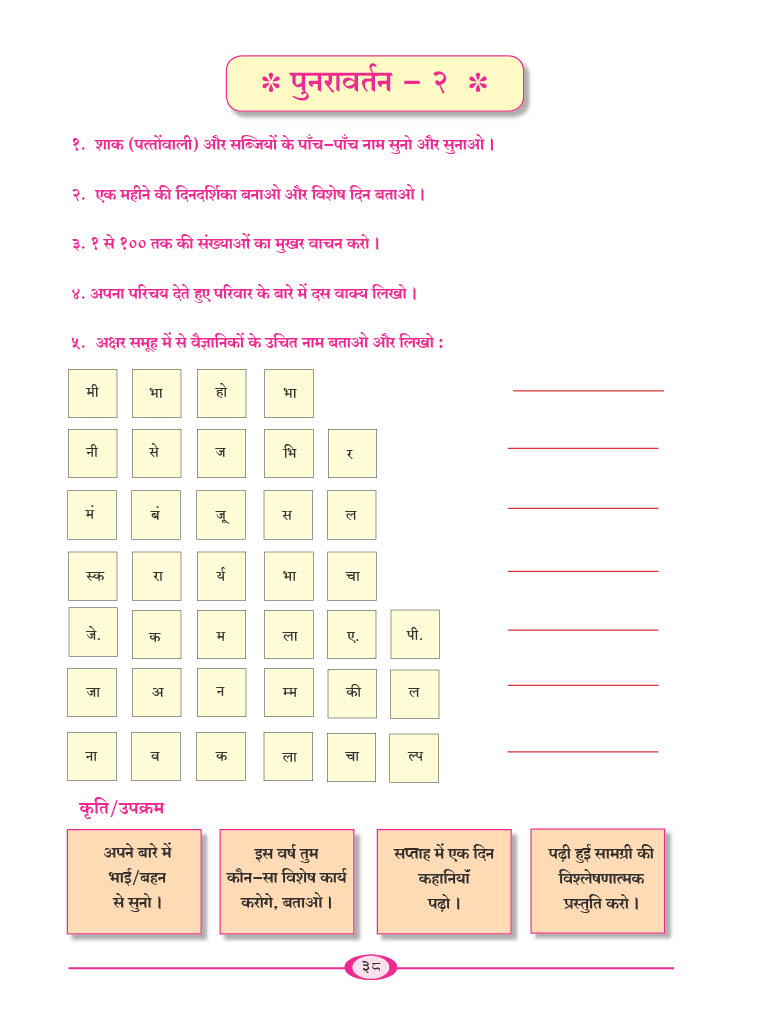 ✽ पुनरावर्तन – २ ✽
१. शाक (पत्तोंवाली) और सब्जियों के पाँच–पाँच नाम सुनो और सुनाओ ।
२. एक महीने की दिनदर्शिका बनाओ और विशेष दिन बताओ ।
३. १ से १०० तक की संख्याओं का मुखर वाचन करो ।
४. अपना परिचय देते हुए परिवार के बारे में दस वाक्य लिखो ।
५. अक्षर समूह में से वैज्ञानिकों के उचित नाम बताओ और लिखो :
मी भा हो भा
नी से ज भि र
मं बं जू स ल
स्क रा र्य भा चा
जे. क म ला ए. पी.
जा अ न म्म की ल
ना व क ला चा ल्प
कृति/उपक्रम
अपने बारे में
भाई/बहन
से सुनो ।
इस वर्ष तुम
कौन–सा विशेष कार्य
करोगे, बताओ ।
सप्ताह में एक दिन
कहानियाँ
पढ़ो ।
पढ़ी हुई सामग्री की
विश्लेषणात्मक
प्रस्तुति करो ।
३८